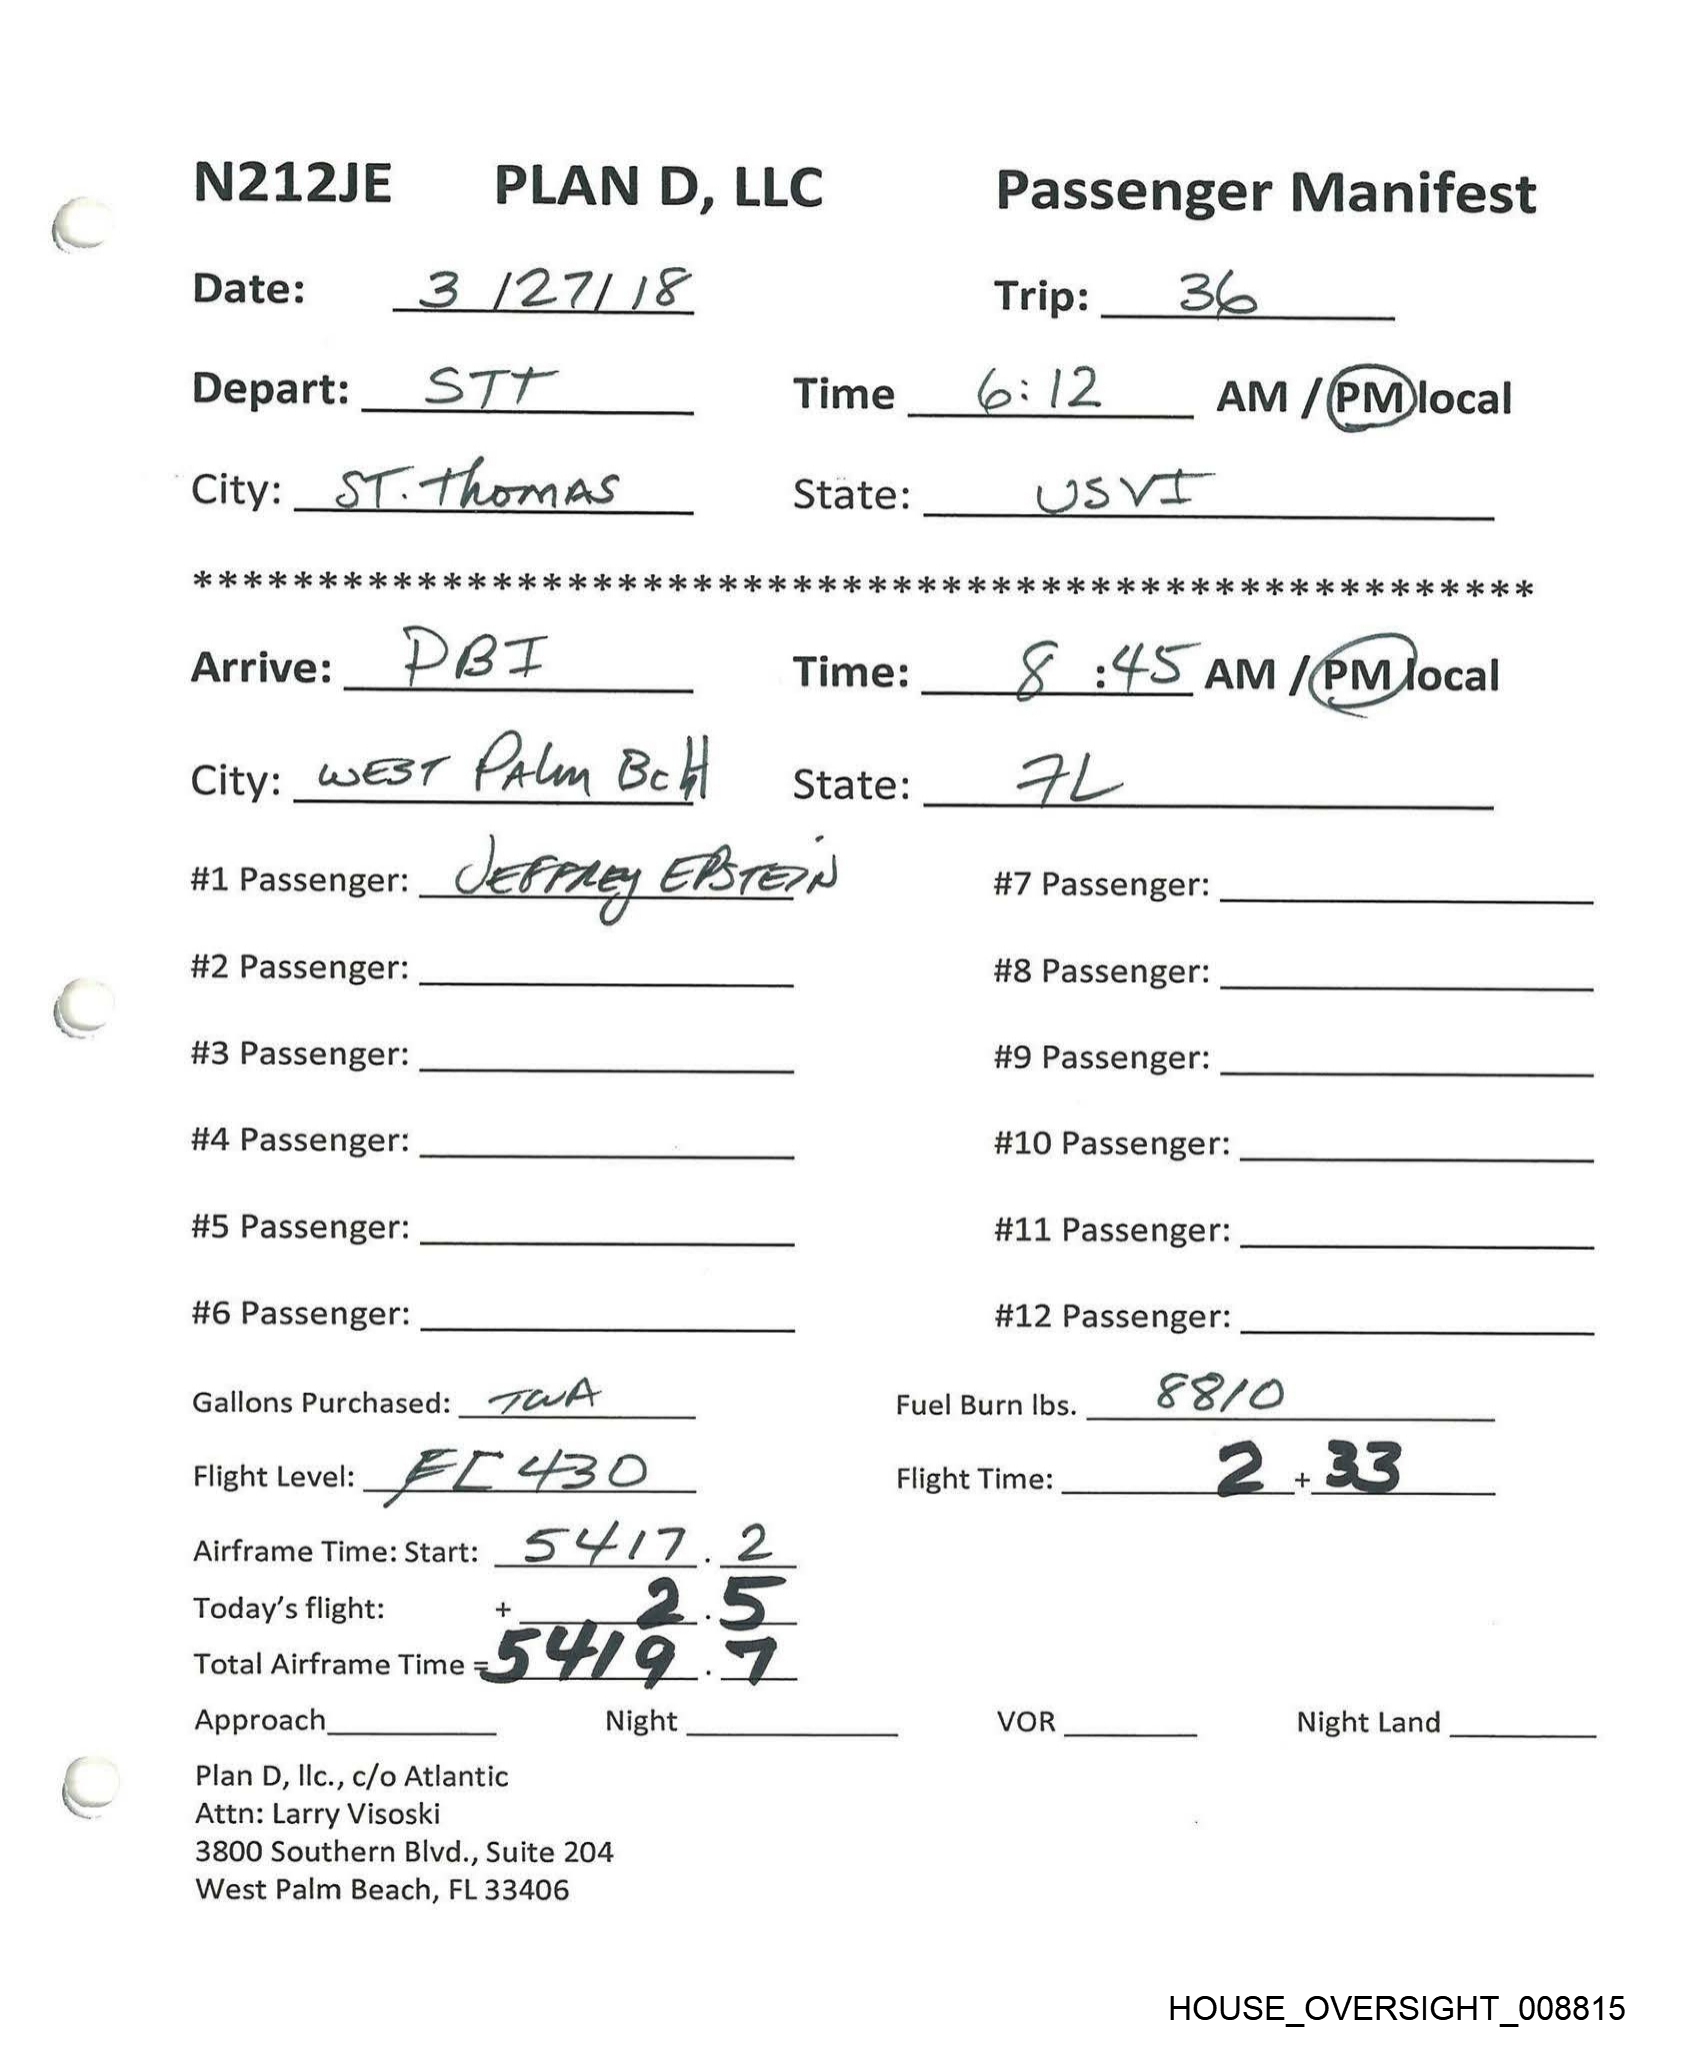 N212JE PLAN D, LLC Passenger Manifest
Date: 3/27/18 Trip: 36
Depart: STT Time 6:12 AM / PM local
City: ST. Thomas State: USVI
******************************************************
Arrive: PBI Time: 8:45 AM / PM local
City: WEST PAlm BcH State: FL
#1 Passenger: JEFFREY EPSTEIN #7 Passenger:
#2 Passenger: #8 Passenger:
#3 Passenger: #9 Passenger:
#4 Passenger: #10 Passenger:
#5 Passenger: #11 Passenger:
#6 Passenger: #12 Passenger:
Gallons Purchased: TWA Fuel Burn lbs. 8810
Flight Level: FL 430 Flight Time: 2 + 33
Airframe Time: Start: 5417.2
Today's flight: + 2.5
Total Airframe Time = 5419.7
Approach Night VOR Night Land
Plan D, llc., c/o Atlantic
Attn: Larry Visoski
3800 Southern Blvd., Suite 204
West Palm Beach, FL 33406
HOUSE_OVERSIGHT_008815